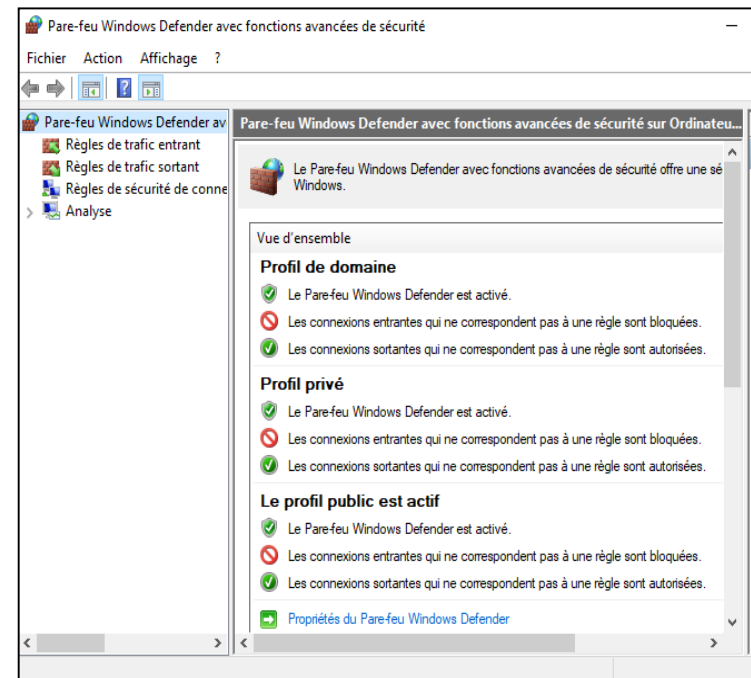 Pare-feu Windows Defender avec fonctions avancées de sécurité
Fichier Action Affichage ?
Pare-feu Windows Defender av
Règles de trafic entrant
Règles de trafic sortant
Règles de sécurité de conne
Analyse
Pare-feu Windows Defender avec fonctions avancées de sécurité sur Ordinateu...
Le Pare-feu Windows Defender avec fonctions avancées de sécurité offre une sé
Windows.
Vue d'ensemble
Profil de domaine
Le Pare-feu Windows Defender est activé.
Les connexions entrantes qui ne correspondent pas à une règle sont bloquées.
Les connexions sortantes qui ne correspondent pas à une règle sont autorisées.
Profil privé
Le Pare-feu Windows Defender est activé.
Les connexions entrantes qui ne correspondent pas à une règle sont bloquées.
Les connexions sortantes qui ne correspondent pas à une règle sont autorisées.
Le profil public est actif
Le Pare-feu Windows Defender est activé.
Les connexions entrantes qui ne correspondent pas à une règle sont bloquées.
Les connexions sortantes qui ne correspondent pas à une règle sont autorisées.
Propriétés du Pare-feu Windows Defender